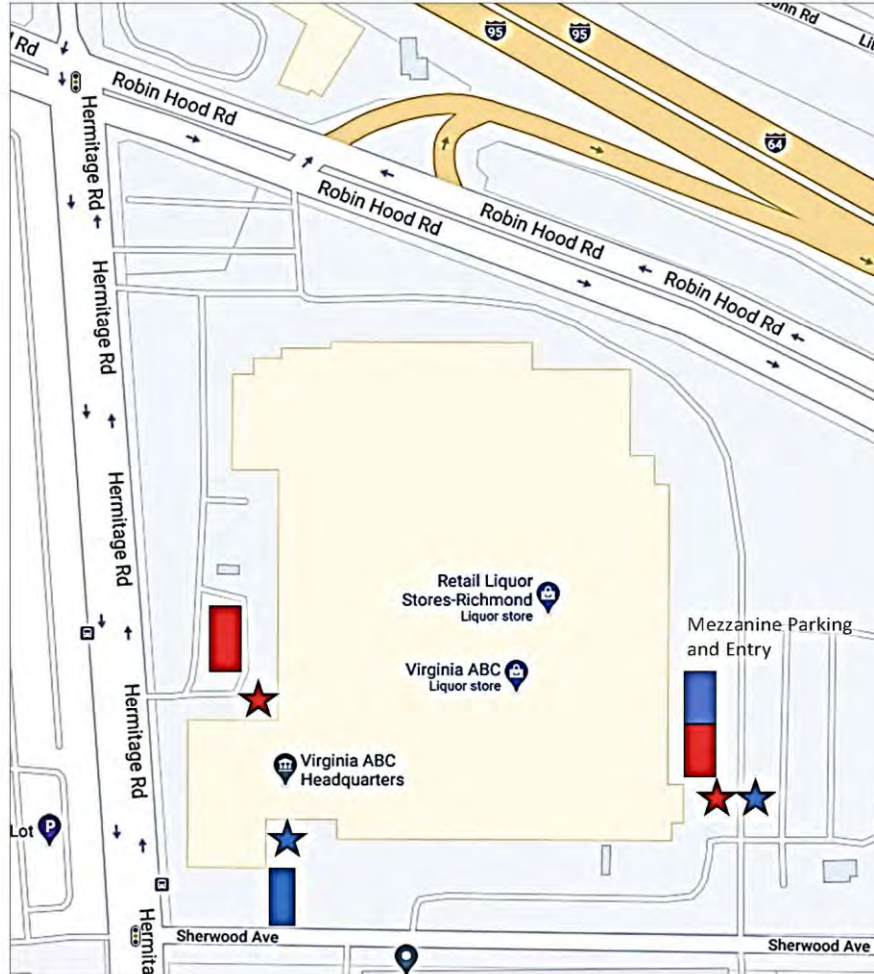 Rd
95
95
Robin Hood Rd
Hermitage Rd
64
Robin Hood Rd
Robin Hood Rd
Robin Hood Rd
Hermitage Rd
Hermitage Rd
Retail Liquor
Stores-Richmond
Liquor store
Mezzanine Parking
and Entry
Virginia ABC
Liquor store
Hermitage Rd
Virginia ABC
Headquarters
Lot
P
Hermita
Sherwood Ave
Sherwood Ave